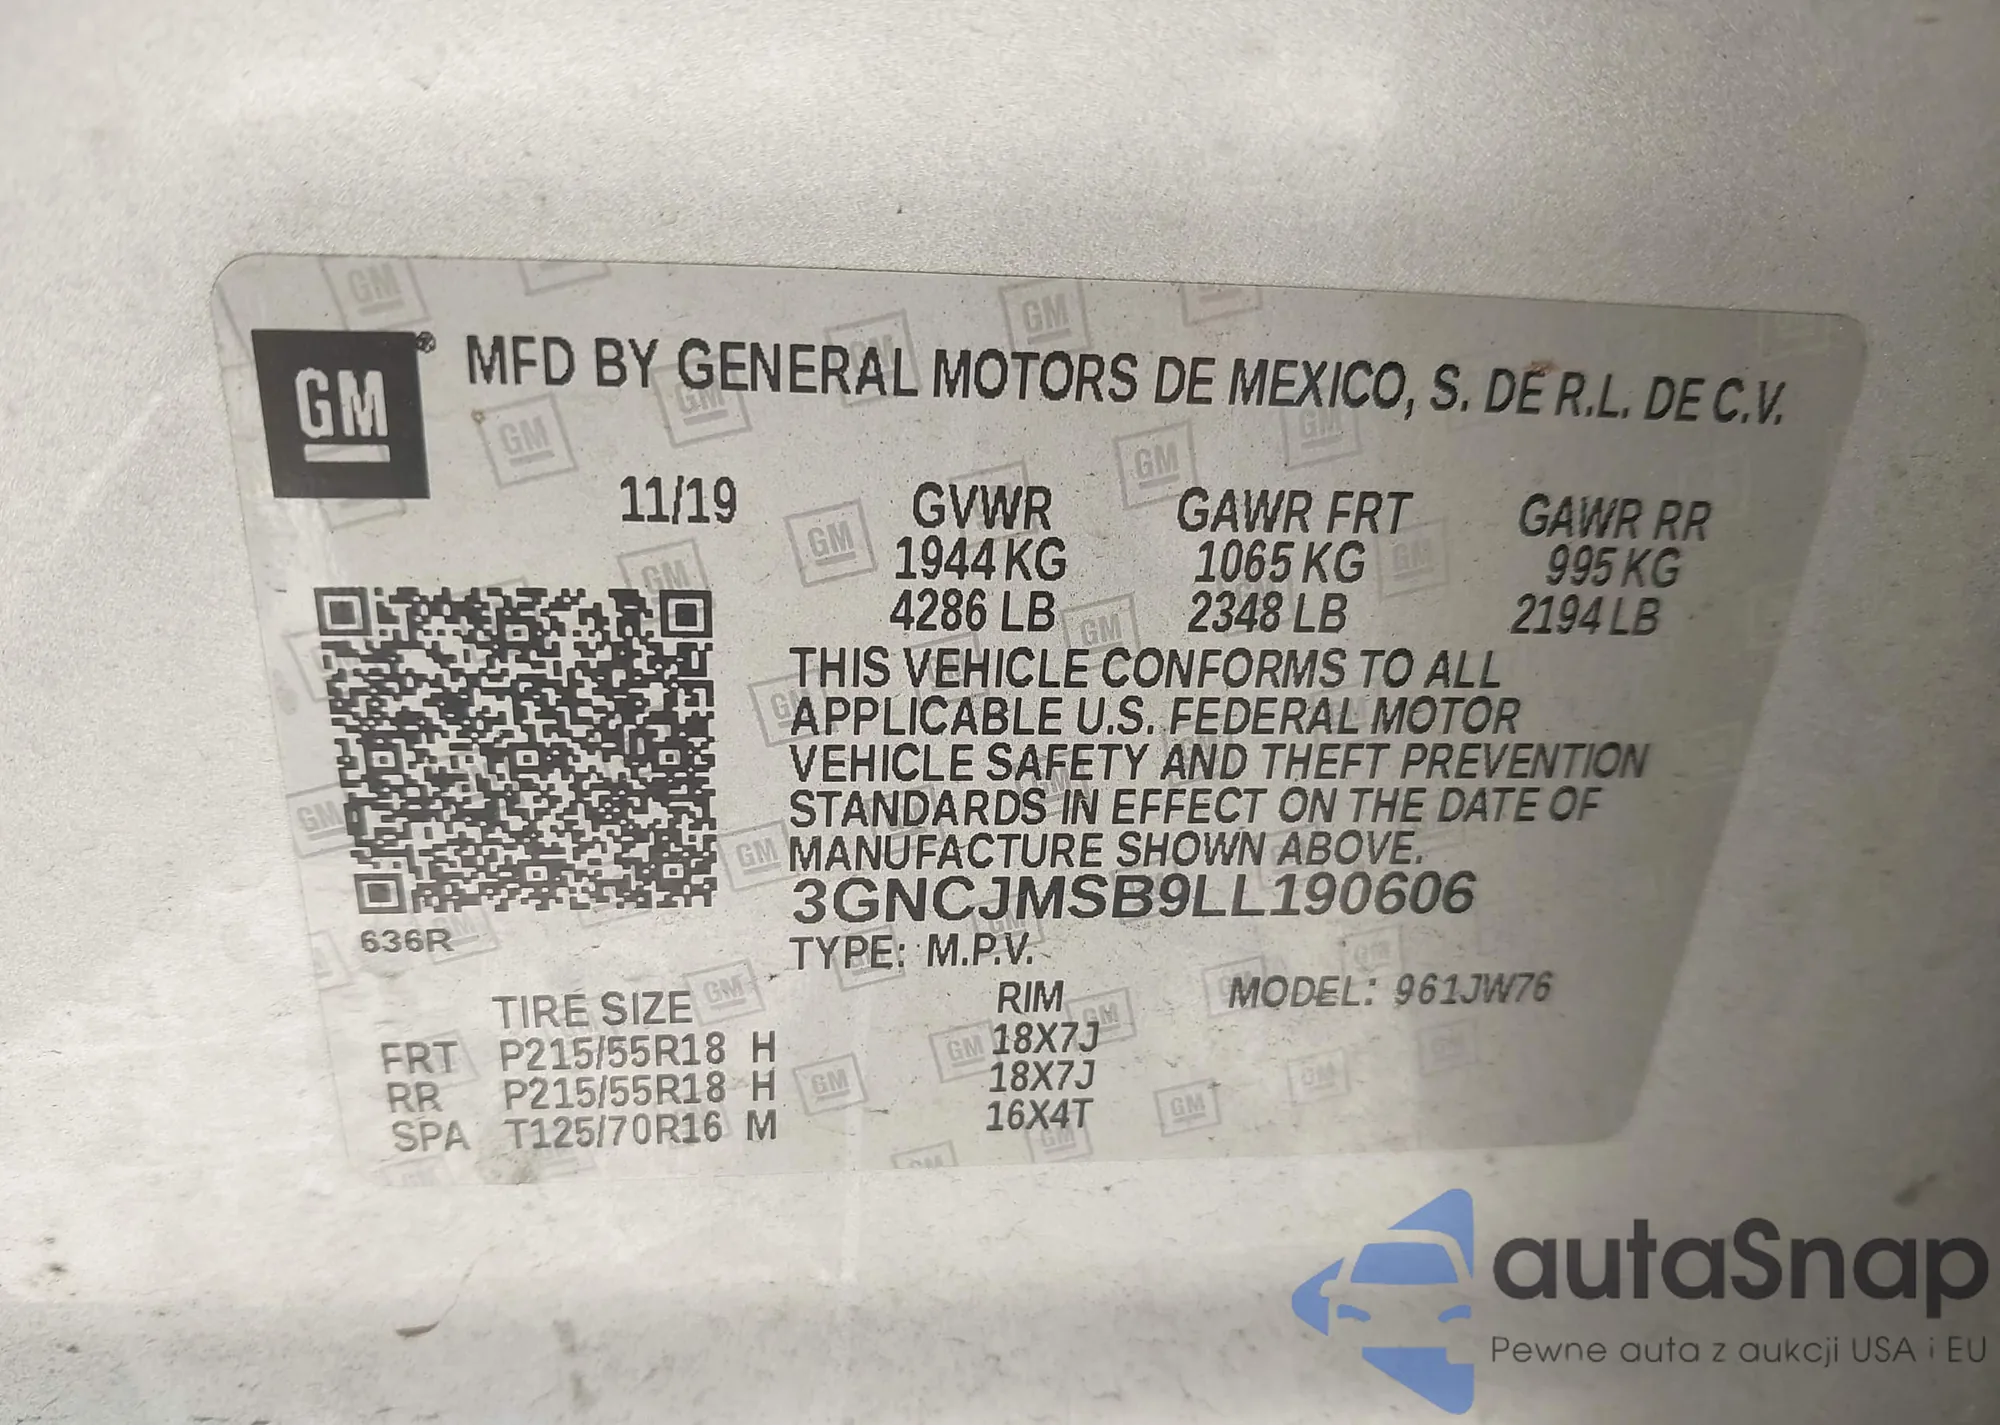 GM® MFD BY GENERAL MOTORS DE MEXICO, S. DE R.L. DE C.V.
11/19 GVWR GAWR FRT GAWR RR
1944 KG 1065 KG 995 KG
4286 LB 2348 LB 2194 LB
THIS VEHICLE CONFORMS TO ALL
APPLICABLE U.S. FEDERAL MOTOR
VEHICLE SAFETY AND THEFT PREVENTION
STANDARDS IN EFFECT ON THE DATE OF
MANUFACTURE SHOWN ABOVE.
3GNCJMSB9LL190606
636R
TYPE: M.P.V.
TIRE SIZE RIM MODEL: 961JW76
FRT P215/55R18 H 18X7J
RR P215/55R18 H 18X7J
SPA T125/70R16 M 16X4T
autaSnap
Pewne auta z aukcji USA i EU